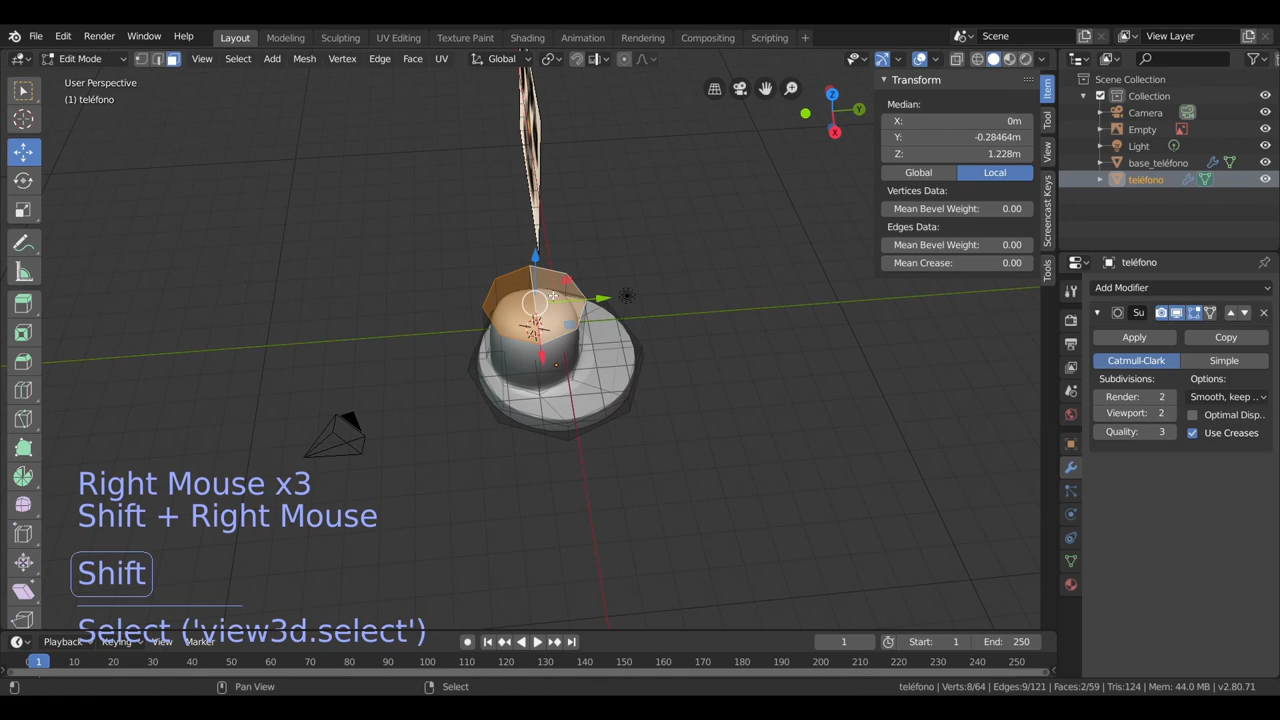 File Edit Render Window Help Layout Modeling Sculpting UV Editing Texture Paint Shading Animation Rendering Compositing Scripting + Scene View Layer
Edit Mode View Select Add Mesh Vertex Edge Face UV Global
User Perspective
(1) teléfono
Transform
Median:
X: 0m
Y: -0.28464m
Z: 1.228m
Global Local
Vertices Data:
Mean Bevel Weight: 0.00
Edges Data:
Mean Bevel Weight: 0.00
Mean Crease: 0.00
Item
Tool
View
Screencast Keys
Tools
Z
Y
X
Scene Collection
Collection
Camera
Empty
Light
base_teléfono
teléfono
teléfono
Add Modifier
Su
Apply Copy
Catmull-Clark Simple
Subdivisions: Options:
Render: 2 Smooth, keep ..
Viewport: 2 Optimal Disp..
Quality: 3 Use Creases
Right Mouse x3
Shift + Right Mouse
Shift
Select ('view3d.select')
Playback Keying View Marker 1 Start: 1 End: 250
1 10 20 30 40 50 60 70 80 90 100 110 120 130 140 150 160 170 180 190 200 210 220 230 240 250
Pan View Select teléfono | Verts:8/64 | Edges:9/121 | Faces:2/59 | Tris:124 | Mem: 44.0 MB | v2.80.71